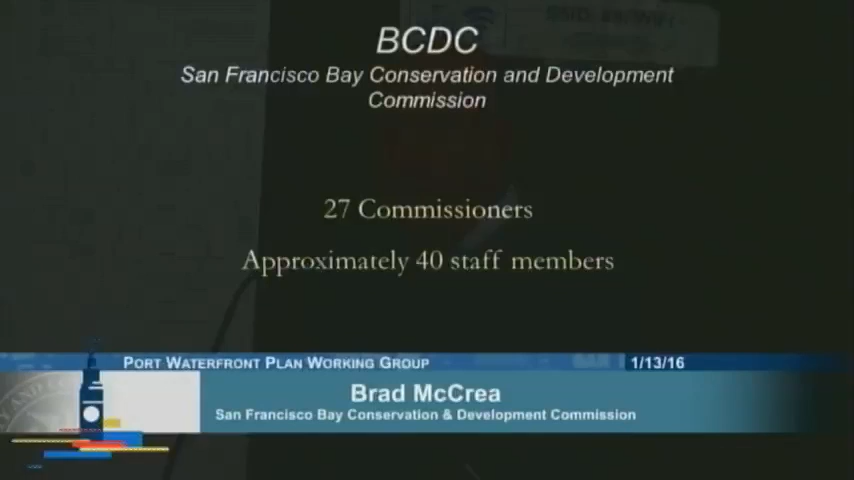 BCDC
San Francisco Bay Conservation and Development
Commission
27 Commissioners
Approximately 40 staff members
PORT WATERFRONT PLAN WORKING GROUP
1/13/16
Brad McCrea
San Francisco Bay Conservation & Development Commission